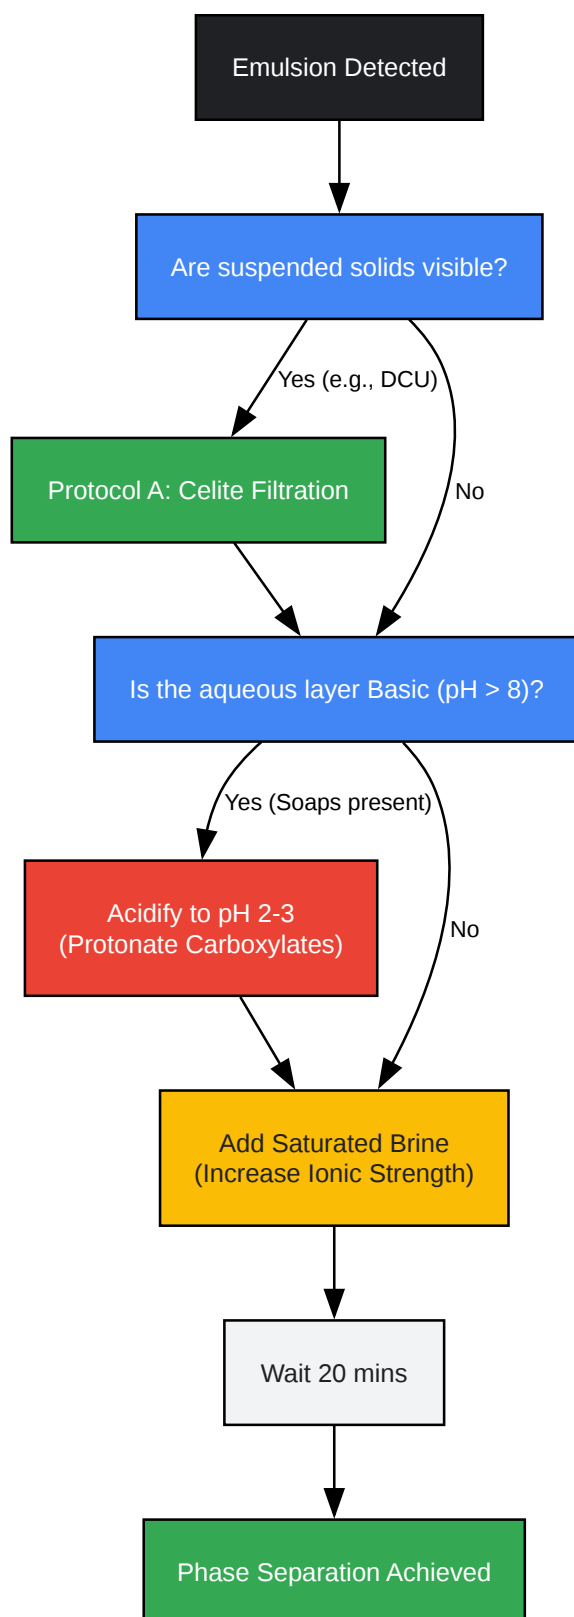 Emulsion Detected
Are suspended solids visible?
Yes (e.g., DCU)
Protocol A: Celite Filtration
No
Is the aqueous layer Basic (pH > 8)?
Yes (Soaps present)
Acidify to pH 2-3
(Protonate Carboxylates)
No
Add Saturated Brine
(Increase Ionic Strength)
Wait 20 mins
Phase Separation Achieved